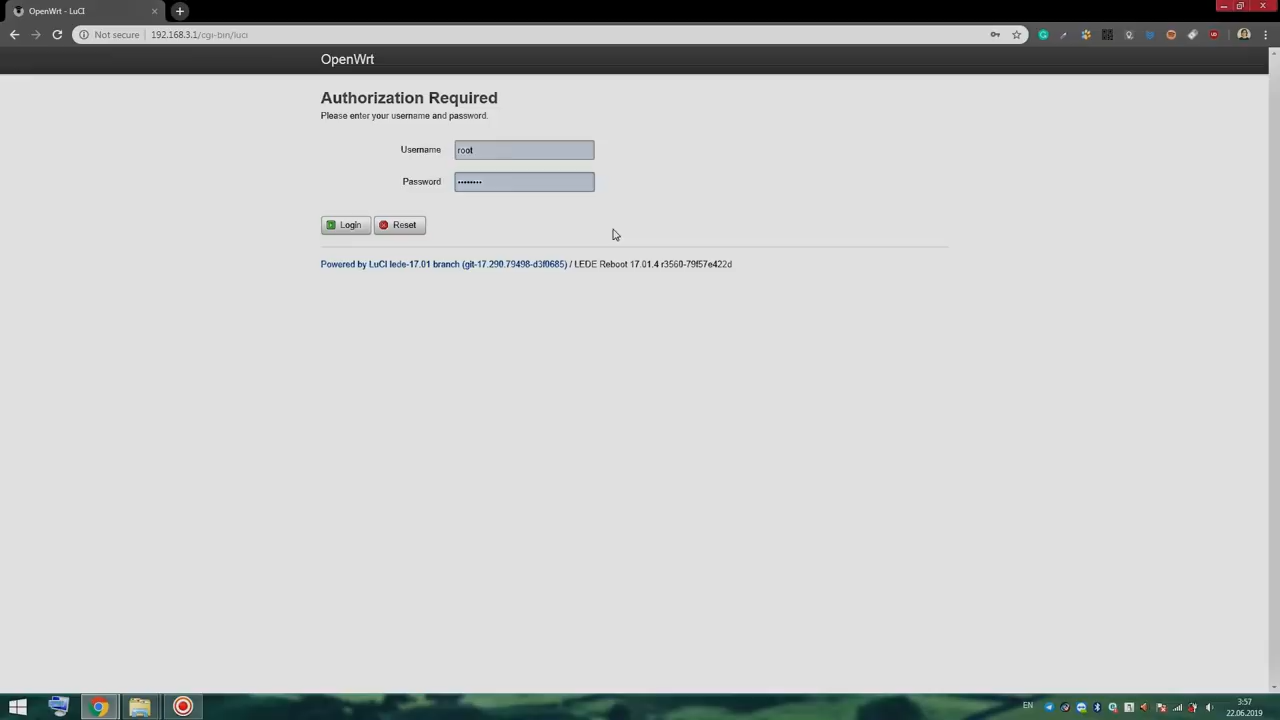 OpenWrt - LuCI
Not secure 192.168.3.1/cgi-bin/luci
OpenWrt
Authorization Required
Please enter your username and password.
Username root
Password ••••••••
Login Reset
Powered by LuCI lede-17.01 branch (git-17.290.79498-d3f0685) / LEDE Reboot 17.01.4 r3560-79f57e422d
EN 3:57
22.06.2019